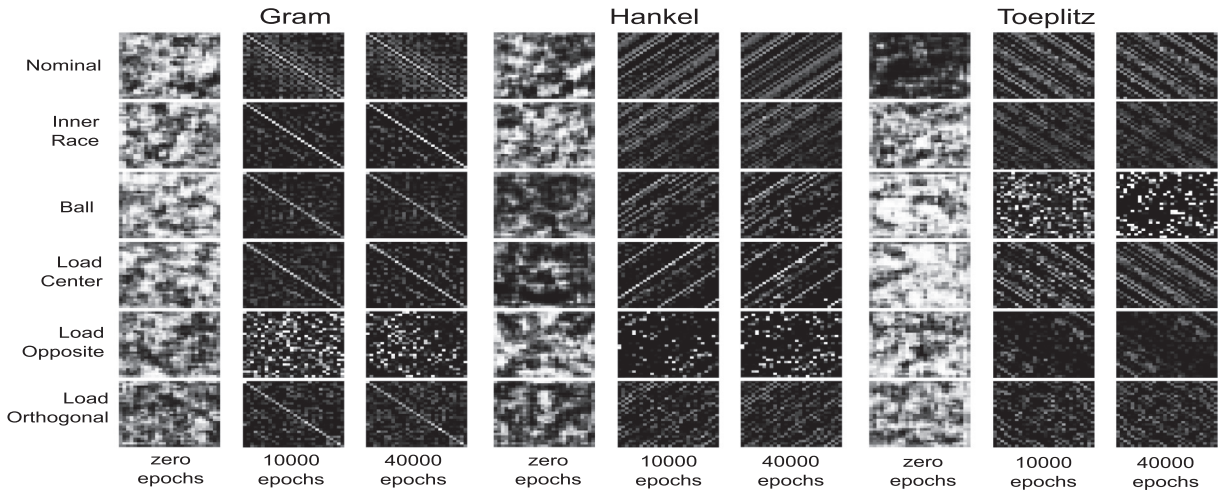 Gram Hankel Toeplitz
Nominal
Inner
Race
Ball
Load
Center
Load
Opposite
Load
Orthogonal
zero 10000 40000 zero 10000 40000 zero 10000 40000
epochs epochs epochs epochs epochs epochs epochs epochs epochs